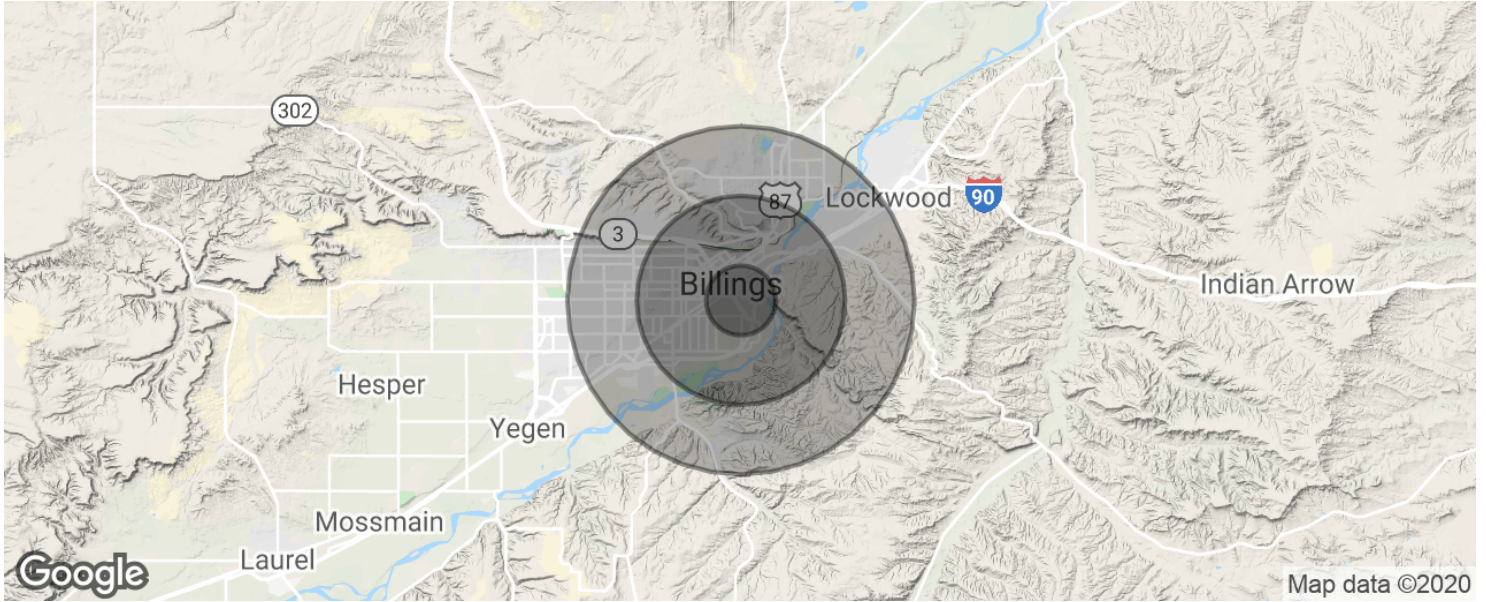 302
87
Lockwood
90
3
Billings
Indian Arrow
Hesper
Yegen
Mossmain
Laurel
Google
Map data ©2020